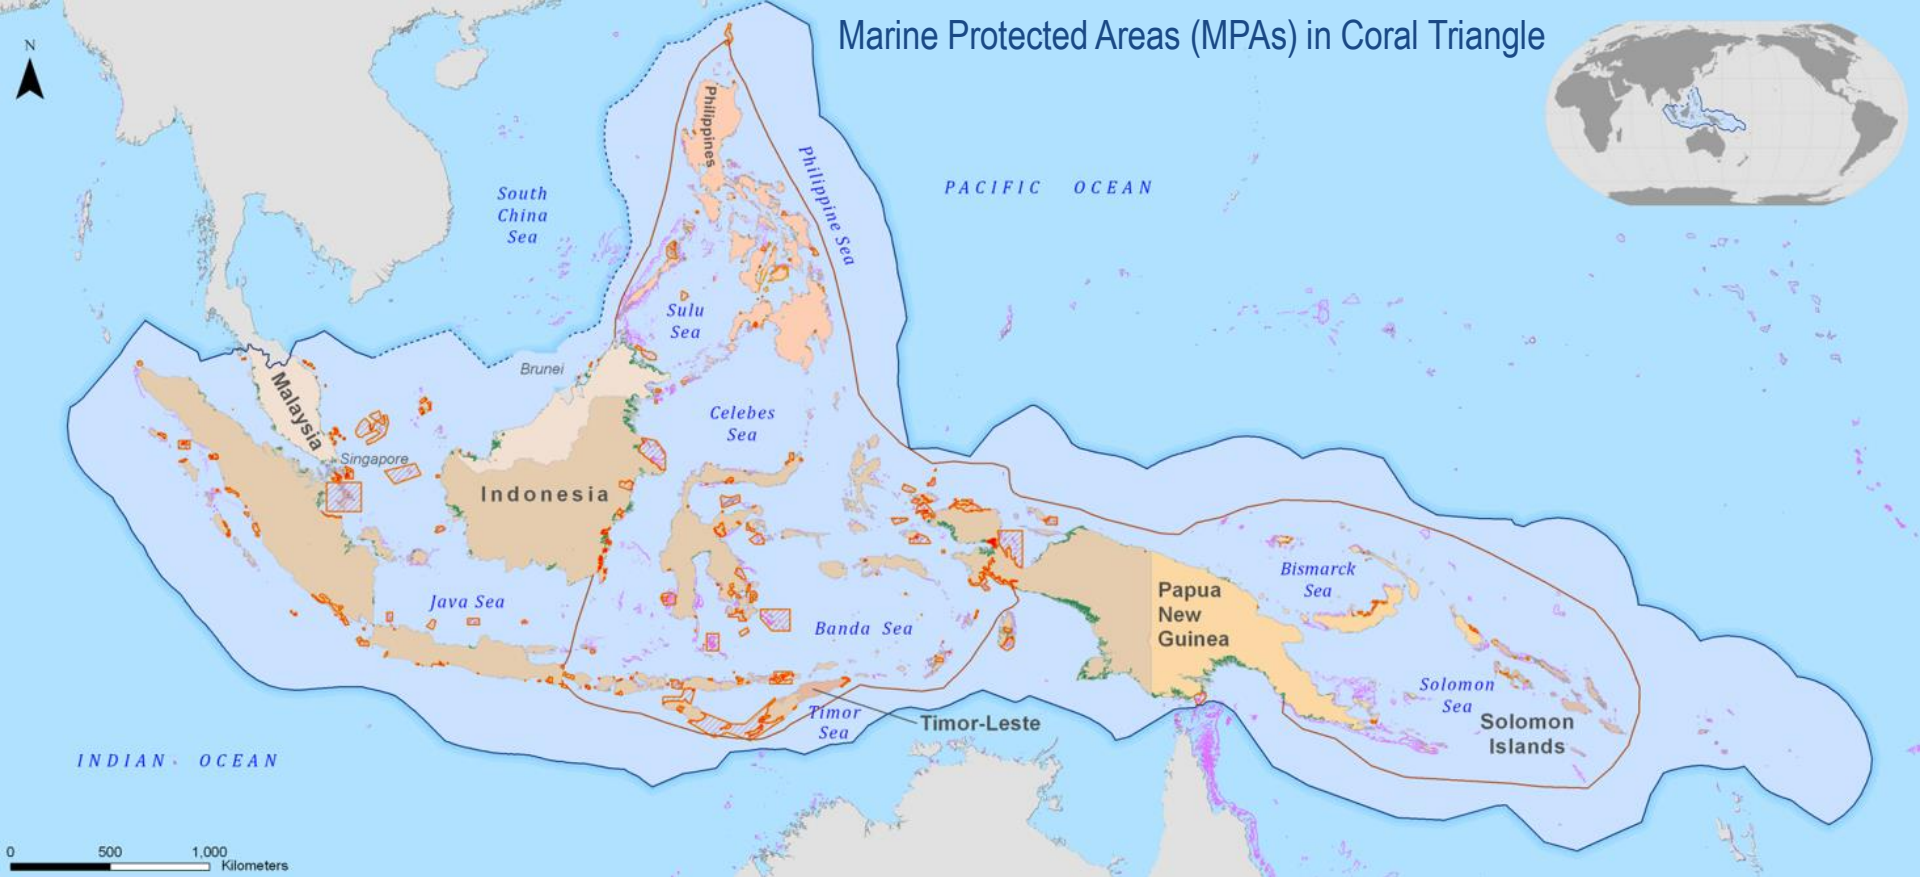 Marine Protected Areas (MPAs) in Coral Triangle
N
Philippines
Philippine Sea
PACIFIC OCEAN
South
China
Sea
Sulu
Sea
Brunei
Malaysia
Celebes
Sea
Singapore
Indonesia
Bismarck
Sea
Papua
New
Guinea
Java Sea
Banda Sea
Solomon
Sea
Solomon
Islands
Timor
Sea
Timor-Leste
INDIAN OCEAN
0 500 1,000
Kilometers